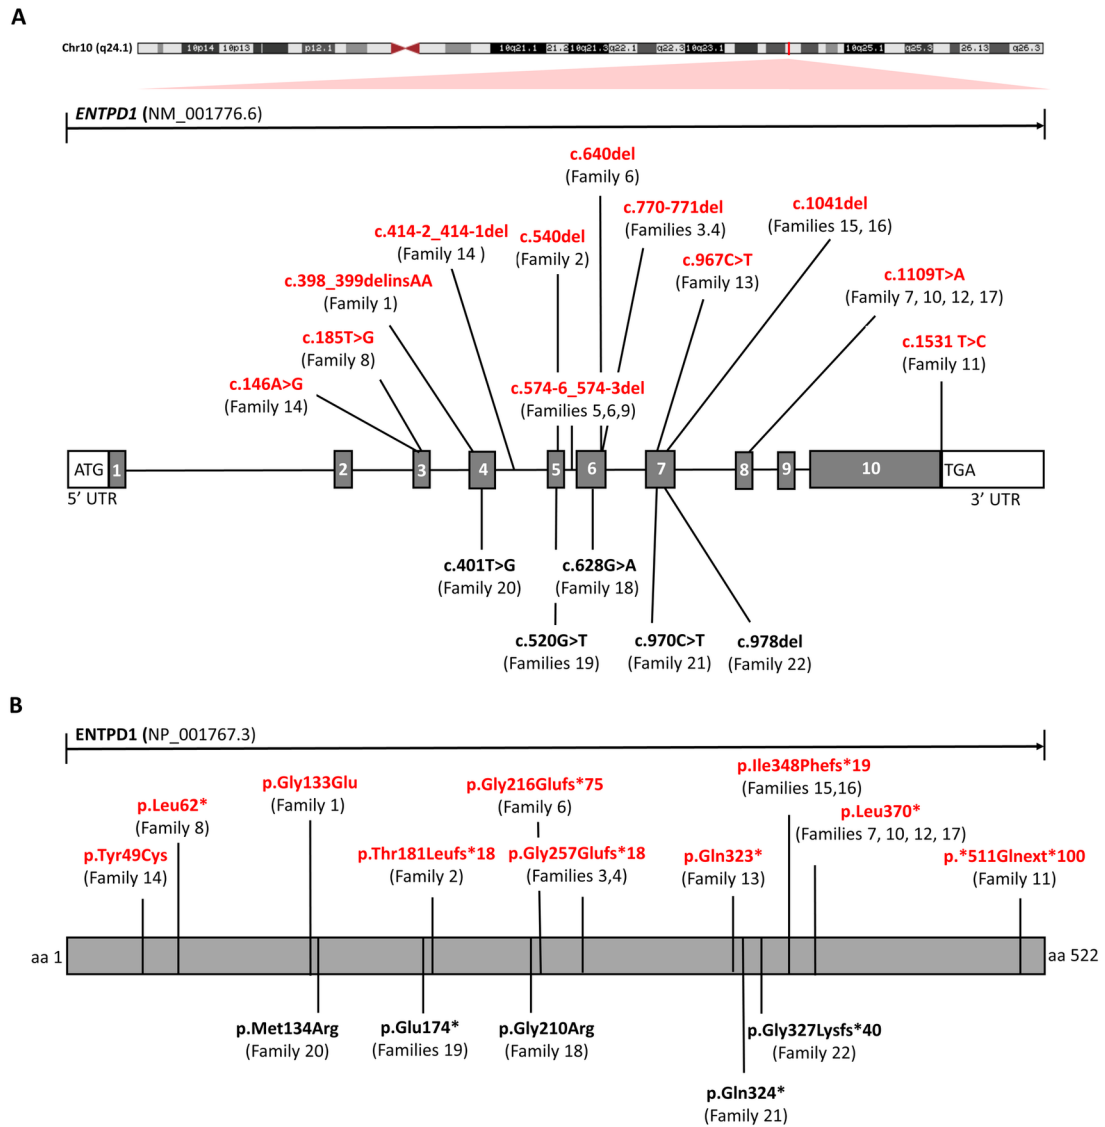 A
Chr10 (q24.1)
10p14 10p13 p12.1 10q21.1 21.2 10q21.3 q22.1 q22.3 10q23.1 10q25.1 q25.3 26.13 q26.3
ENTPD1 (NM_001776.6)
c.640del
(Family 6)
c.770-771del
(Families 3.4)
c.1041del
(Families 15, 16)
c.414-2_414-1del
(Family 14 )
c.540del
(Family 2)
c.967C>T
(Family 13)
c.398_399delinsAA
(Family 1)
c.1109T>A
(Family 7, 10, 12, 17)
c.185T>G
(Family 8)
c.1531 T>C
(Family 11)
c.146A>G
(Family 14)
c.574-6_574-3del
(Families 5,6,9)
ATG 1 2 3 4 5 6 7 8 9 10 TGA
5’ UTR 3’ UTR
c.401T>G
(Family 20)
c.628G>A
(Family 18)
c.520G>T
(Families 19)
c.970C>T
(Family 21)
c.978del
(Family 22)
B
ENTPD1 (NP_001767.3)
p.Ile348Phefs*19
(Families 15,16)
p.Gly133Glu
(Family 1)
p.Gly216Glufs*75
(Family 6)
p.Leu62*
(Family 8)
p.Leu370*
(Families 7, 10, 12, 17)
p.Tyr49Cys
(Family 14)
p.Thr181Leufs*18
(Family 2)
p.Gly257Glufs*18
(Families 3,4)
p.Gln323*
(Family 13)
p.*511Glnext*100
(Family 11)
aa 1 aa 522
p.Met134Arg
(Family 20)
p.Glu174*
(Families 19)
p.Gly210Arg
(Family 18)
p.Gly327Lysfs*40
(Family 22)
p.Gln324*
(Family 21)